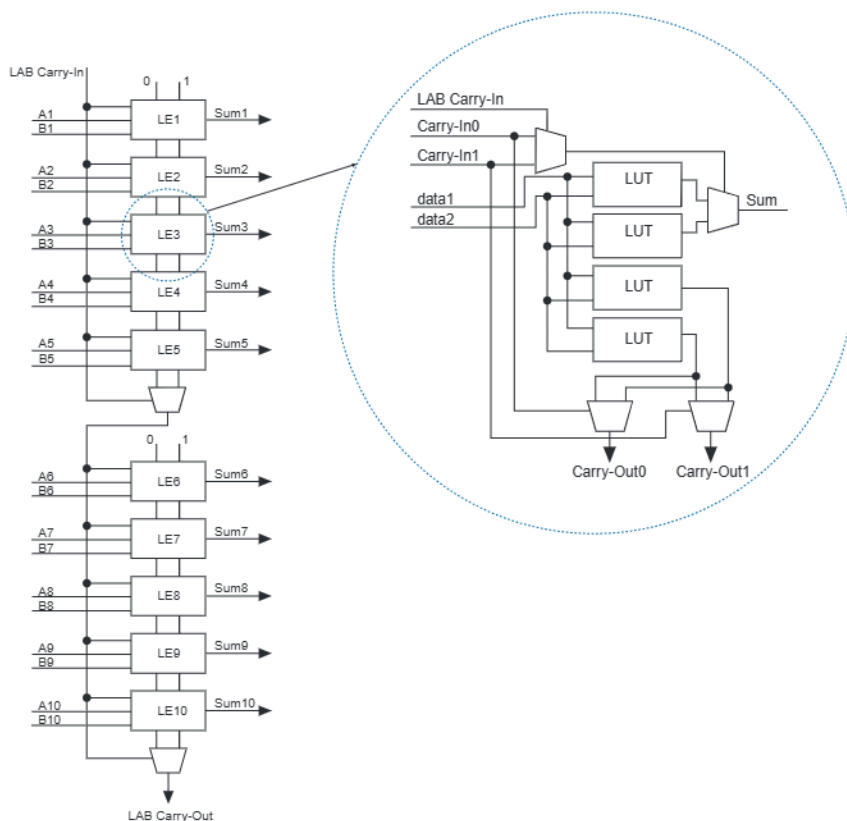 LAB Carry-In
0 1
A1
B1
LE1
Sum1
A2
B2
LE2
Sum2
A3
B3
LE3
Sum3
A4
B4
LE4
Sum4
A5
B5
LE5
Sum5
0 1
A6
B6
LE6
Sum6
A7
B7
LE7
Sum7
A8
B8
LE8
Sum8
A9
B9
LE9
Sum9
A10
B10
LE10
Sum10
LAB Carry-Out
LAB Carry-In
Carry-In0
Carry-In1
data1
data2
LUT
LUT
LUT
LUT
Sum
Carry-Out0 Carry-Out1